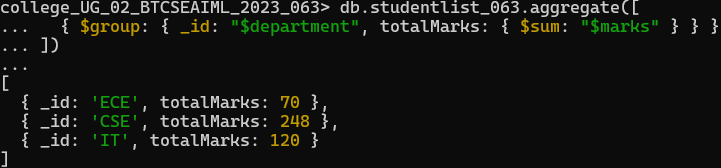 college_UG_02_BTCSEAIML_2023_063> db.studentlist_063.aggregate([
...   { $group: { _id: "$department", totalMarks: { $sum: "$marks" } } }
... ])
...
[
  { _id: 'ECE', totalMarks: 70 },
  { _id: 'CSE', totalMarks: 248 },
  { _id: 'IT', totalMarks: 120 }
]